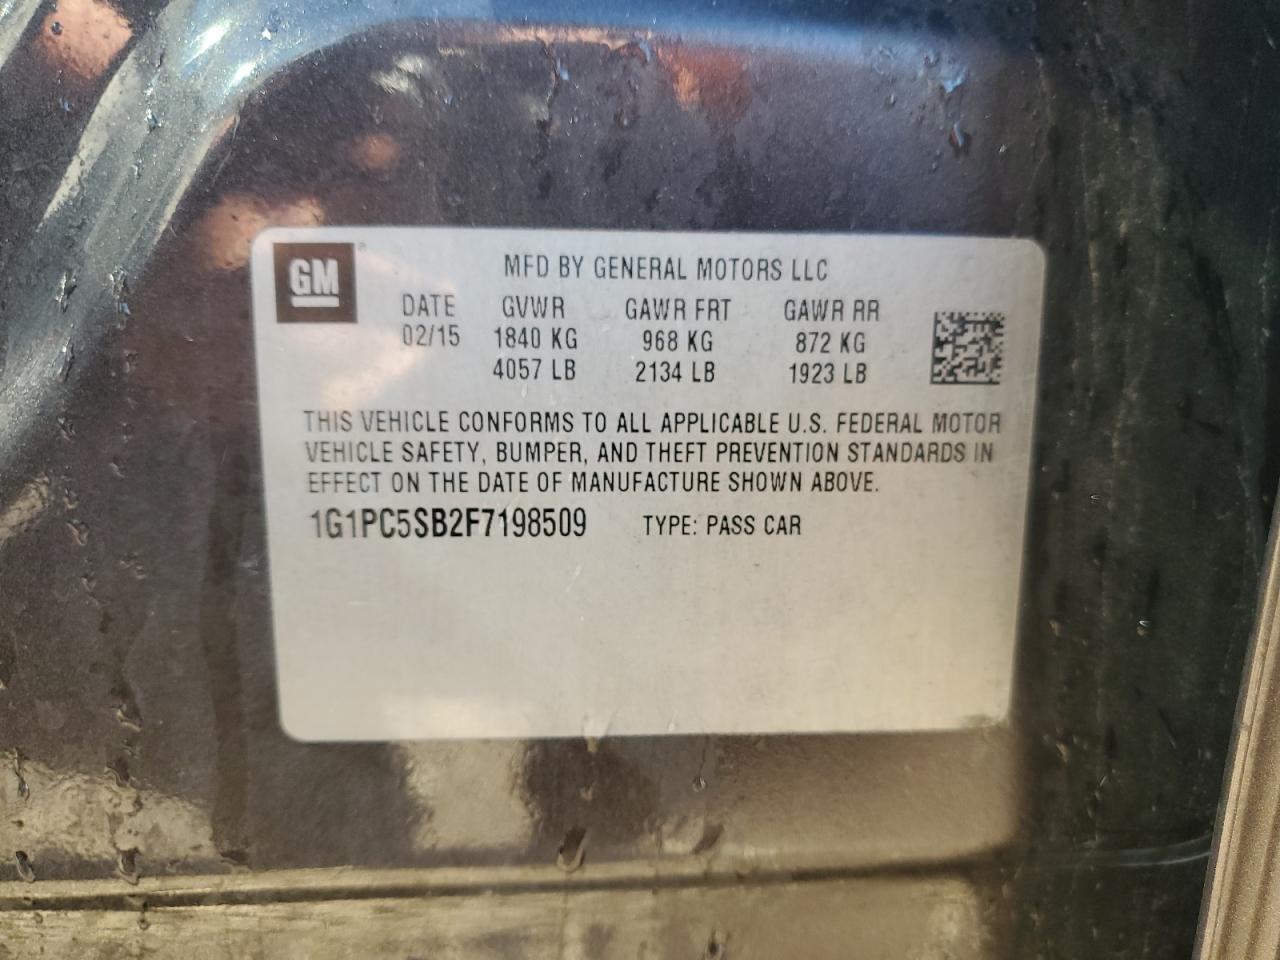 GM
MFD BY GENERAL MOTORS LLC
DATE GVWR GAWR FRT GAWR RR
02/15 1840 KG 968 KG 872 KG
4057 LB 2134 LB 1923 LB
THIS VEHICLE CONFORMS TO ALL APPLICABLE U.S. FEDERAL MOTOR
VEHICLE SAFETY, BUMPER, AND THEFT PREVENTION STANDARDS IN
EFFECT ON THE DATE OF MANUFACTURE SHOWN ABOVE.
1G1PC5SB2F7198509 TYPE: PASS CAR